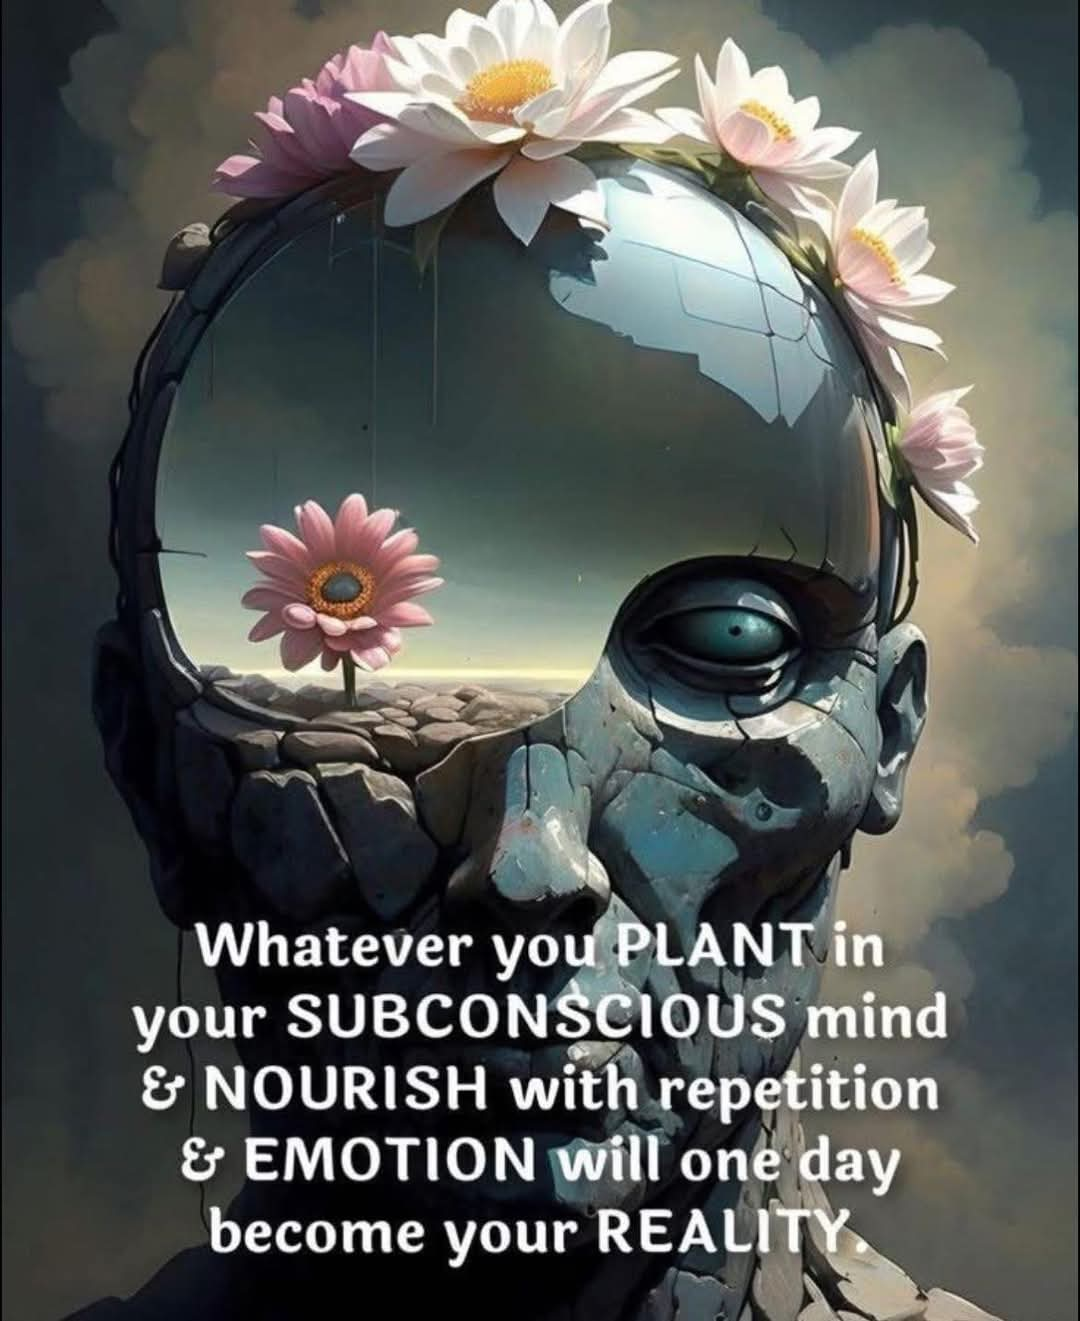 Whatever you PLANT in
your SUBCONSCIOUS mind
& NOURISH with repetition
& EMOTION will one day
become your REALITY.